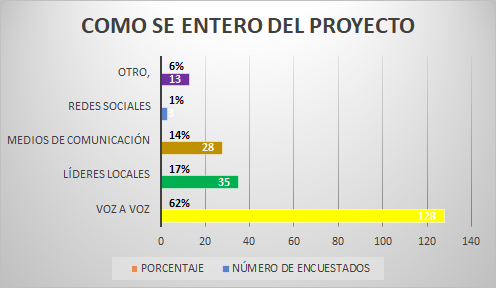 COMO SE ENTERO DEL PROYECTO
OTRO,
6%
13
REDES SOCIALES
1%
3
MEDIOS DE COMUNICACIÓN
14%
28
LÍDERES LOCALES
17%
35
VOZ A VOZ
62%
128
0 20 40 60 80 100 120 140
PORCENTAJE NÚMERO DE ENCUESTADOS